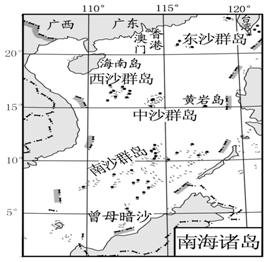 110°
115°
120°
广西
广东
台湾
澳门
香港
20°
东沙群岛
海南岛
西沙群岛
黄岩岛
15°
中沙群岛
南沙群岛
10°
5°
曾母暗沙
南海诸岛